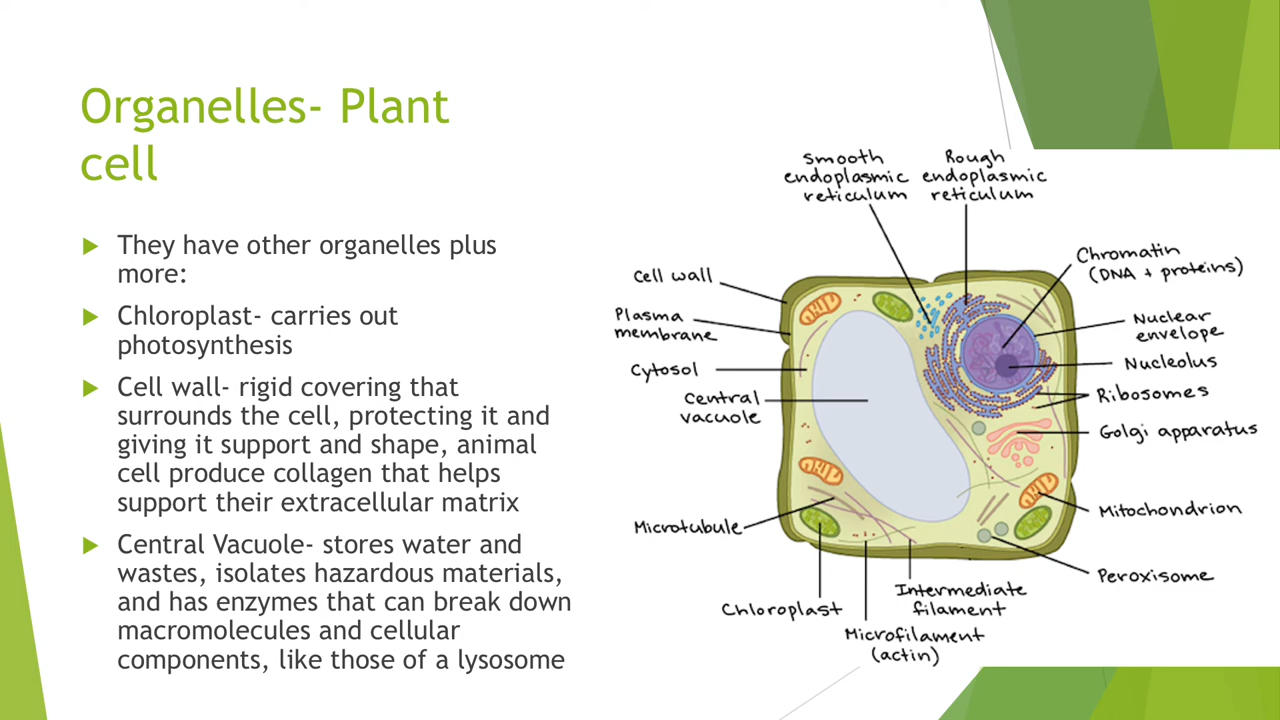 Organelles- Plant
cell
They have other organelles plus
more:
Chloroplast- carries out
photosynthesis
Cell wall- rigid covering that
surrounds the cell, protecting it and
giving it support and shape, animal
cell produce collagen that helps
support their extracellular matrix
Central Vacuole- stores water and
wastes, isolates hazardous materials,
and has enzymes that can break down
macromolecules and cellular
components, like those of a lysosome
Smooth
endoplasmic
reticulum
Rough
endoplasmic
reticulum
Cell wall
Plasma
membrane
Cytosol
Central
vacuole
Microtubule
Chloroplast
Microfilament
(actin)
Intermediate
filament
Chromatin
(DNA + proteins)
Nuclear
envelope
Nucleolus
Ribosomes
Golgi apparatus
Mitochondrion
Peroxisome